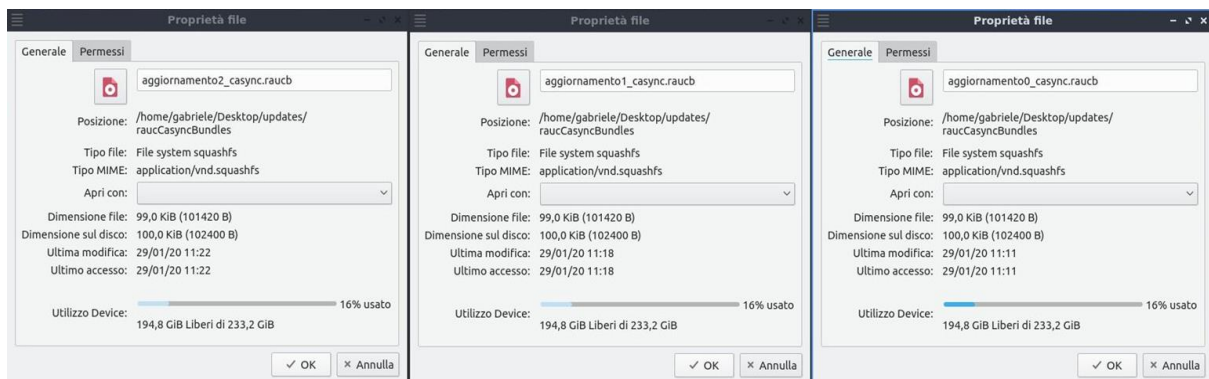 Proprietà file
Generale Permessi
aggiornamento2_casync.raucb
Posizione: /home/gabriele/Desktop/updates/
raucCasyncBundles
Tipo file: File system squashfs
Tipo MIME: application/vnd.squashfs
Apri con:
Dimensione file: 99,0 KiB (101420 B)
Dimensione sul disco: 100,0 KiB (102400 B)
Ultima modifica: 29/01/20 11:22
Ultimo accesso: 29/01/20 11:22
Utilizzo Device: 16% usato
194,8 GiB Liberi di 233,2 GiB
OK Annulla
Proprietà file
Generale Permessi
aggiornamento1_casync.raucb
Posizione: /home/gabriele/Desktop/updates/
raucCasyncBundles
Tipo file: File system squashfs
Tipo MIME: application/vnd.squashfs
Apri con:
Dimensione file: 99,0 KiB (101420 B)
Dimensione sul disco: 100,0 KiB (102400 B)
Ultima modifica: 29/01/20 11:18
Ultimo accesso: 29/01/20 11:18
Utilizzo Device: 16% usato
194,8 GiB Liberi di 233,2 GiB
OK Annulla
Proprietà file
Generale Permessi
aggiornamento0_casync.raucb
Posizione: /home/gabriele/Desktop/updates/
raucCasyncBundles
Tipo file: File system squashfs
Tipo MIME: application/vnd.squashfs
Apri con:
Dimensione file: 99,0 KiB (101420 B)
Dimensione sul disco: 100,0 KiB (102400 B)
Ultima modifica: 29/01/20 11:11
Ultimo accesso: 29/01/20 11:11
Utilizzo Device: 16% usato
194,8 GiB Liberi di 233,2 GiB
OK Annulla